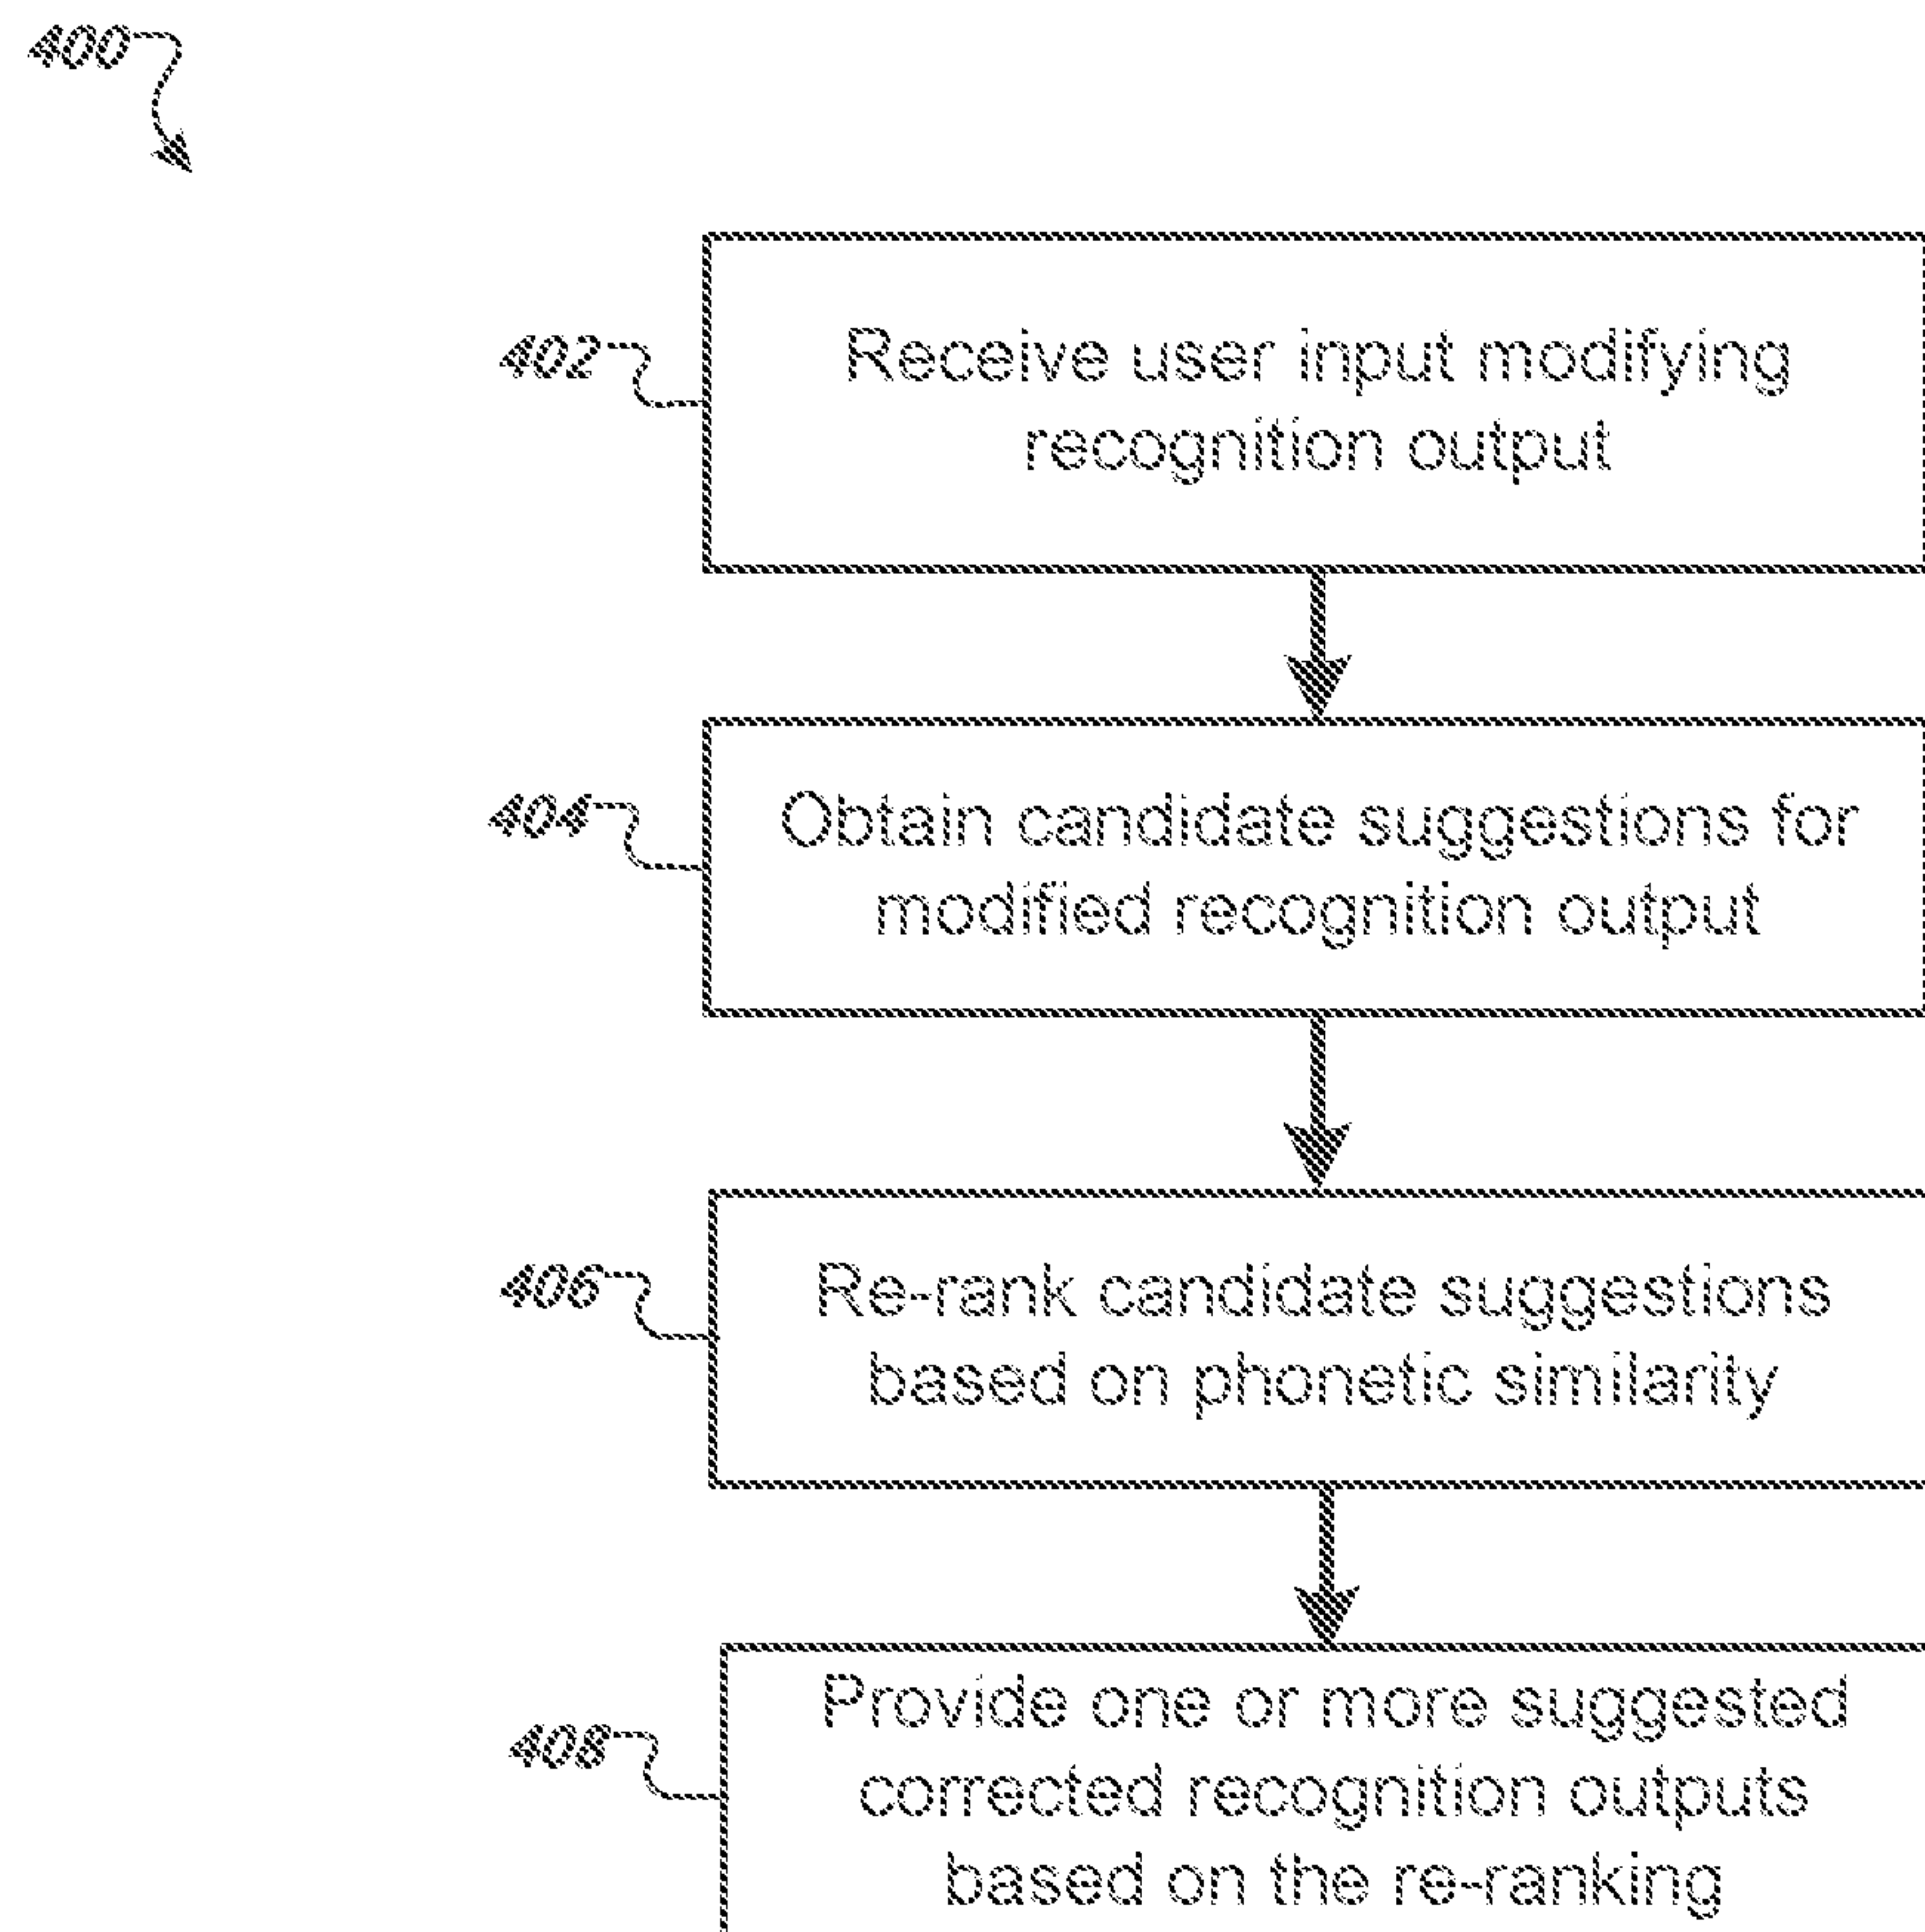 400
402
Receive user input modifying
recognition output
404
Obtain candidate suggestions for
modified recognition output
406
Re-rank candidate suggestions
based on phonetic similarity
408
Provide one or more suggested
corrected recognition outputs
based on the re-ranking